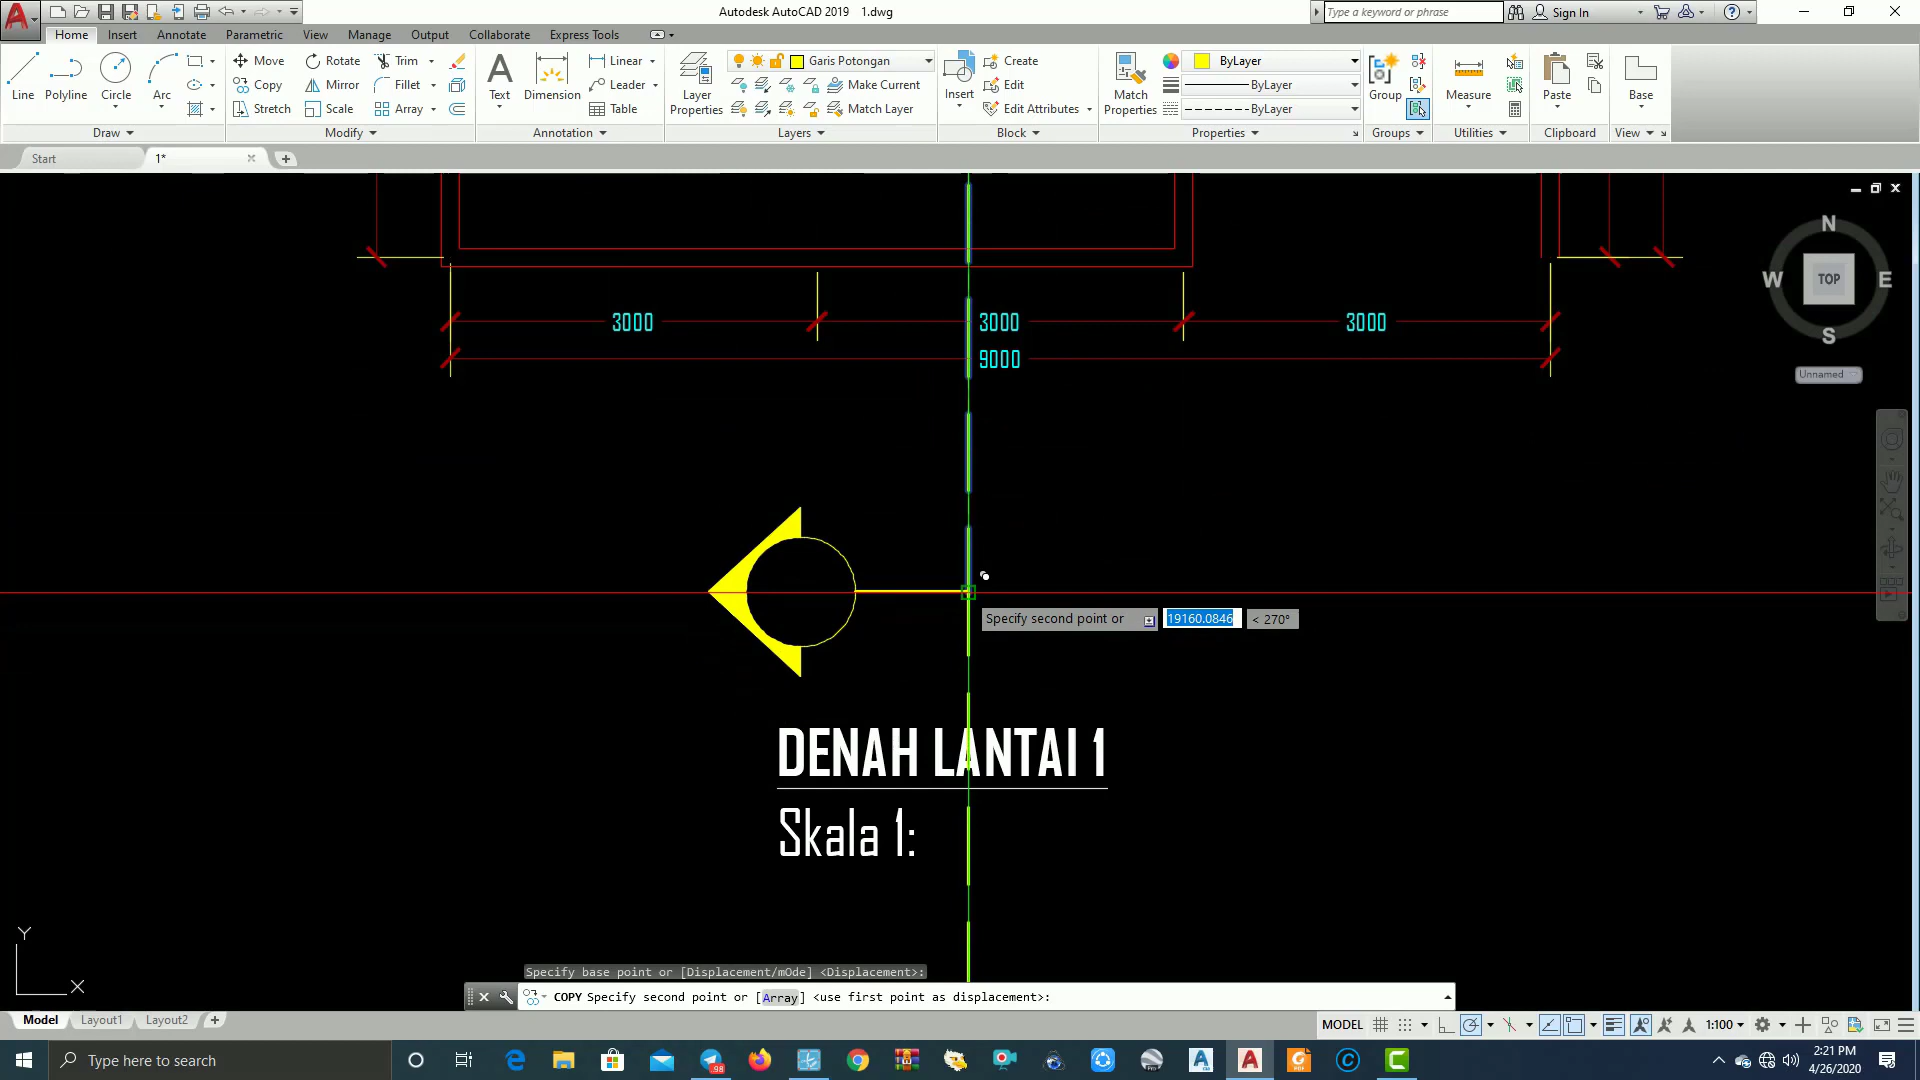 Autodesk AutoCAD 2019   1.dwg
Type a keyword or phrase
Sign In
Home Insert Annotate Parametric View Manage Output Collaborate Express Tools
Line Polyline Circle Arc
Draw
Move Rotate Trim
Copy Mirror Fillet
Stretch Scale Array
Modify
Text Dimension
Linear
Leader
Table
Annotation
Layer Properties
Garis Potongan
Make Current
Match Layer
Layers
Insert
Create
Edit
Edit Attributes
Block
Match Properties
ByLayer
ByLayer
ByLayer
Properties
Group
Groups
Measure
Utilities
Paste
Clipboard
Base
View
Start 1*
N
W TOP E
S
Unnamed
3000 3000 3000
9000
Specify second point or 19160.0846 < 270°
DENAH LANTAI 1
Skala 1:
Y
X
Specify base point or [Displacement/mOde] <Displacement>:
COPY Specify second point or [Array] <use first point as displacement>:
Model Layout1 Layout2
MODEL 1:100
Type here to search
98
2:21 PM
4/26/2020